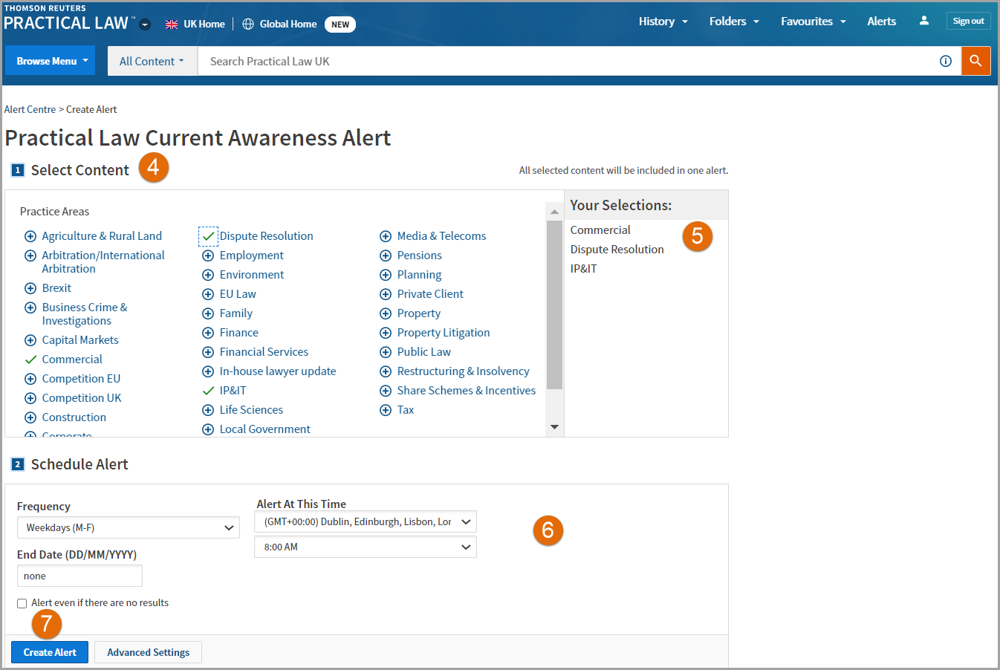 THOMSON REUTERS
PRACTICAL LAW™
UK Home
Global Home
NEW
History
Folders
Favourites
Alerts
Sign out
Browse Menu
All Content
Search Practical Law UK
Alert Centre > Create Alert
Practical Law Current Awareness Alert
1 Select Content
4
All selected content will be included in one alert.
Practice Areas
Agriculture & Rural Land
Arbitration/International
Arbitration
Brexit
Business Crime &
Investigations
Capital Markets
Commercial
Competition EU
Competition UK
Construction
Corporate
Dispute Resolution
Employment
Environment
EU Law
Family
Finance
Financial Services
In-house lawyer update
IP&IT
Life Sciences
Local Government
Media & Telecoms
Pensions
Planning
Private Client
Property
Property Litigation
Public Law
Restructuring & Insolvency
Share Schemes & Incentives
Tax
Your Selections:
Commercial
Dispute Resolution
IP&IT
5
2 Schedule Alert
Frequency
Weekdays (M-F)
End Date (DD/MM/YYYY)
none
Alert even if there are no results
Alert At This Time
(GMT+00:00) Dublin, Edinburgh, Lisbon, Lor
8:00 AM
6
7
Create Alert
Advanced Settings